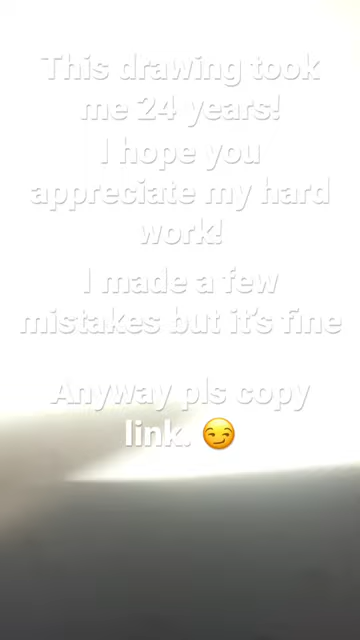 This drawing took
me 24 years!
I hope you
appreciate my hard
work!
I made a few
mistakes but it's fine
Anyway pls copy
link. 😏